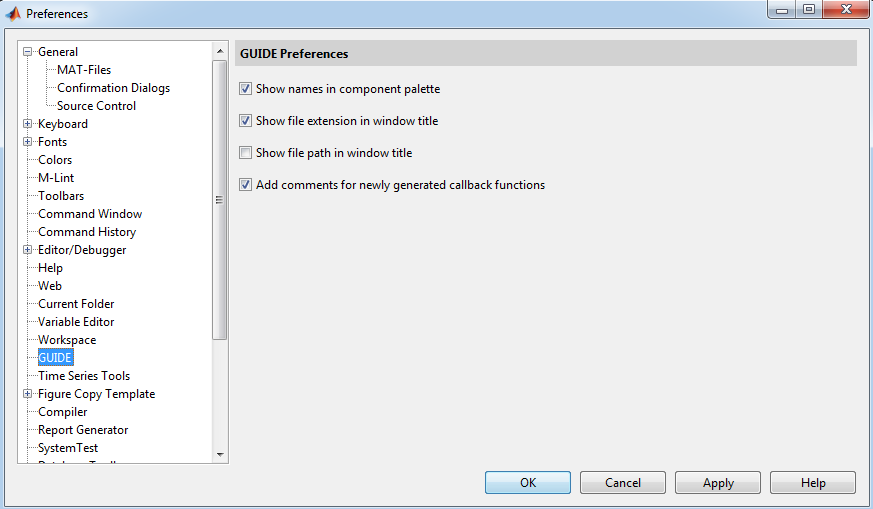 Preferences
General
MAT-Files
Confirmation Dialogs
Source Control
Keyboard
Fonts
Colors
M-Lint
Toolbars
Command Window
Command History
Editor/Debugger
Help
Web
Current Folder
Variable Editor
Workspace
GUIDE
Time Series Tools
Figure Copy Template
Compiler
Report Generator
SystemTest
GUIDE Preferences
Show names in component palette
Show file extension in window title
Show file path in window title
Add comments for newly generated callback functions
OK
Cancel
Apply
Help